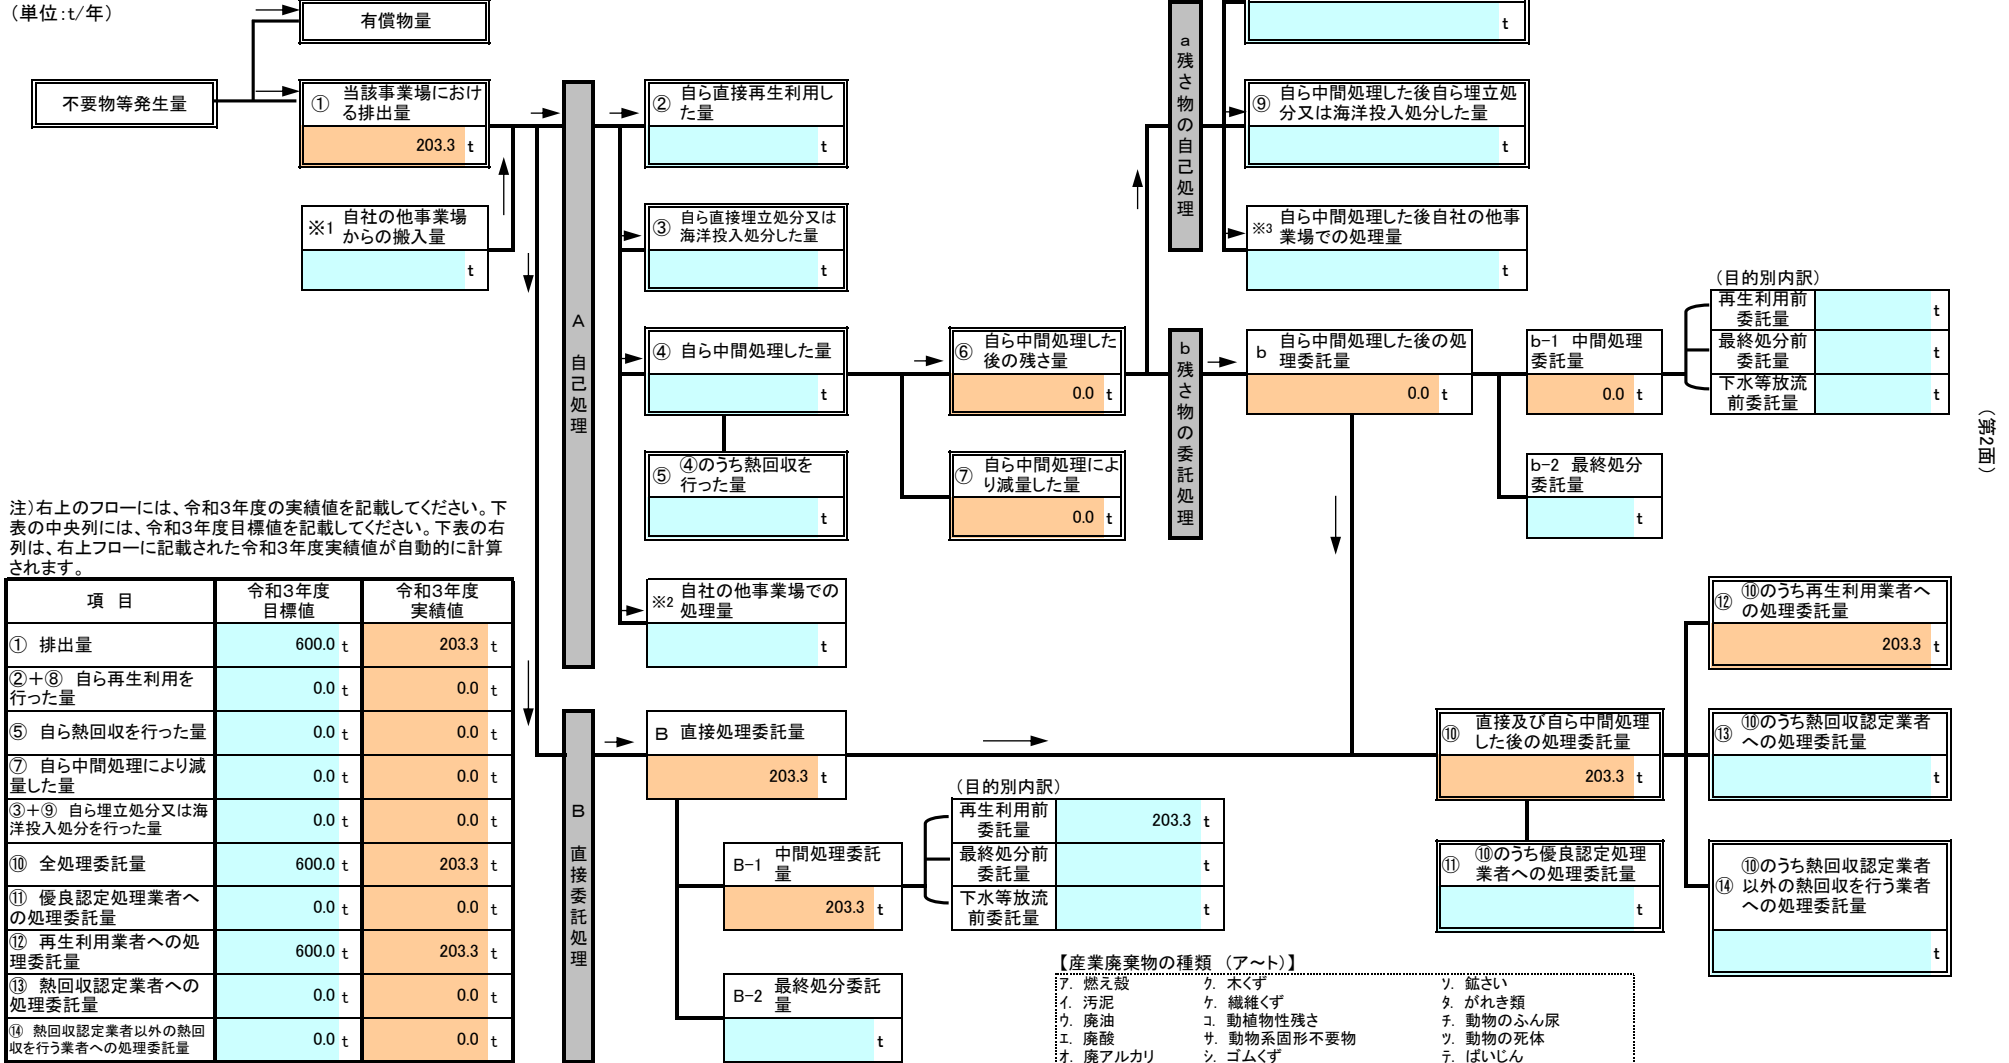 （単位：t/年）
有償物量
不要物等発生量
① 当該事業場におけ
る排出量
203.3 t
※1 自社の他事業場
からの搬入量
t
A 自己処理
② 自ら直接再生利用し
た量
t
③ 自ら直接埋立処分又は
海洋投入処分した量
t
④ 自ら中間処理した量
t
⑤ ④のうち熱回収を
行った量
t
※2 自社の他事業場での
処理量
t
⑥ 自ら中間処理した
後の残さ量
0.0 t
⑦ 自ら中間処理によ
り減量した量
0.0 t
a 残さ物の自己処理
t
⑨ 自ら中間処理した後自ら埋立処
分又は海洋投入処分した量
t
※3 自ら中間処理した後自社の他事
業場での処理量
t
b 残さ物の委託処理
b 自ら中間処理した後の処
理委託量
0.0 t
b-1 中間処理
委託量
0.0 t
b-2 最終処分
委託量
t
（目的別内訳）
再生利用前
委託量
t
最終処分前
委託量
t
下水等放流
前委託量
t
（第2面）
注）右上のフローには、令和3年度の実績値を記載してください。下
表の中央列には、令和3年度目標値を記載してください。下表の右
列は、右上フローに記載された令和3年度実績値が自動的に計算
されます。
項 目
令和3年度
目標値
令和3年度
実績値
① 排出量 600.0 t 203.3 t
②＋⑧ 自ら再生利用を
行った量 0.0 t 0.0 t
⑤ 自ら熱回収を行った量 0.0 t 0.0 t
⑦ 自ら中間処理により減
量した量 0.0 t 0.0 t
③＋⑨ 自ら埋立処分又は海
洋投入処分を行った量 0.0 t 0.0 t
⑩ 全処理委託量 600.0 t 203.3 t
⑪ 優良認定処理業者へ
の処理委託量 0.0 t 0.0 t
⑫ 再生利用業者への処
理委託量 600.0 t 203.3 t
⑬ 熱回収認定業者への
処理委託量 0.0 t 0.0 t
⑭ 熱回収認定業者以外の熱回
収を行う業者への処理委託量 0.0 t 0.0 t
B 直接委託処理
B 直接処理委託量
203.3 t
B-1 中間処理委託
量
203.3 t
B-2 最終処分委託
量
t
（目的別内訳）
再生利用前
委託量
203.3 t
最終処分前
委託量
t
下水等放流
前委託量
t
⑩ 直接及び自ら中間処理
した後の処理委託量
203.3 t
⑪ ⑩のうち優良認定処理
業者への処理委託量
t
⑫ ⑩のうち再生利用業者へ
の処理委託量
203.3 t
⑬ ⑩のうち熱回収認定業者
への処理委託量
t
⑭ ⑩のうち熱回収認定業者
以外の熱回収を行う業者
への処理委託量
t
【産業廃棄物の種類 （ア～ト）】
ア. 燃え殻 ク. 木くず ソ. 鉱さい
イ. 汚泥 ケ. 繊維くず タ. がれき類
ウ. 廃油 コ. 動植物性残さ チ. 動物のふん尿
エ. 廃酸 サ. 動物系固形不要物 ツ. 動物の死体
オ. 廃アルカリ シ. ゴムくず テ. ばいじん